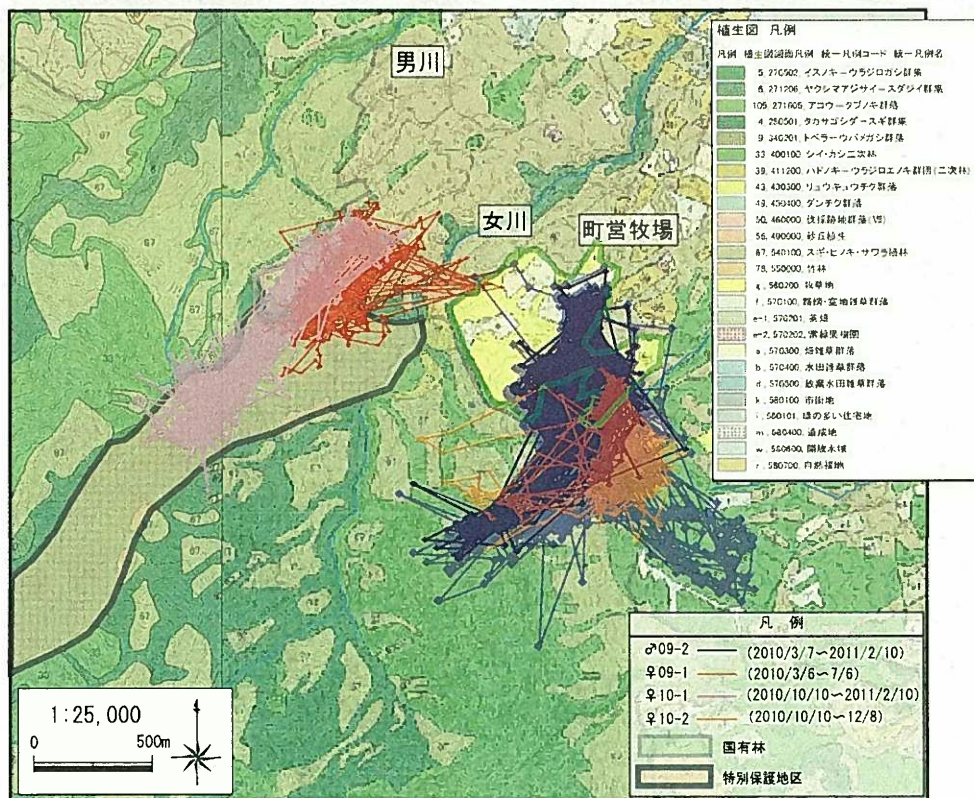 男川
女川
町営牧場
植生図 凡例
凡例 植生図図面凡例 統一凡例コード 統一凡例名
5, 270502, イスノキーウラジロガシ群集
6, 271206, ヤクシマアジサイースダジイ群集
105, 271605, アコウータブノキ群落
4, 280501, タカサゴシダースギ群集
9, 340201, トベラーウバメガシ群落
33, 400100, シイ・カシ二次林
39, 411200, ハドノキーウラジロエノキ群団(二次林)
43, 430300, リュウキュウチク群落
49, 450400, ダンチク群落
50, 460000, 伐採跡地群落(Ⅶ)
56, 490000, 砂丘植生
67, 540100, スギ・ヒノキ・サワラ植林
78, 550000, 竹林
g, 560200, 牧草地
f, 570100, 路傍・空地雑草群落
e-1, 570201, 茶畑
e-2, 570202, 常緑果樹園
a, 570300, 畑雑草群落
b, 570400, 水田雑草群落
d, 570500, 放棄水田雑草群落
k, 580100, 市街地
i, 580101, 緑の多い住宅地
m, 580400, 造成地
w, 580600, 開放水域
r, 580700, 自然裸地
凡 例
♂09-2 (2010/3/7～2011/2/10)
♀09-1 (2010/3/6～7/6)
♀10-1 (2010/10/10～2011/2/10)
♀10-2 (2010/10/10～12/8)
国有林
特別保護地区
1:25,000
0 500m